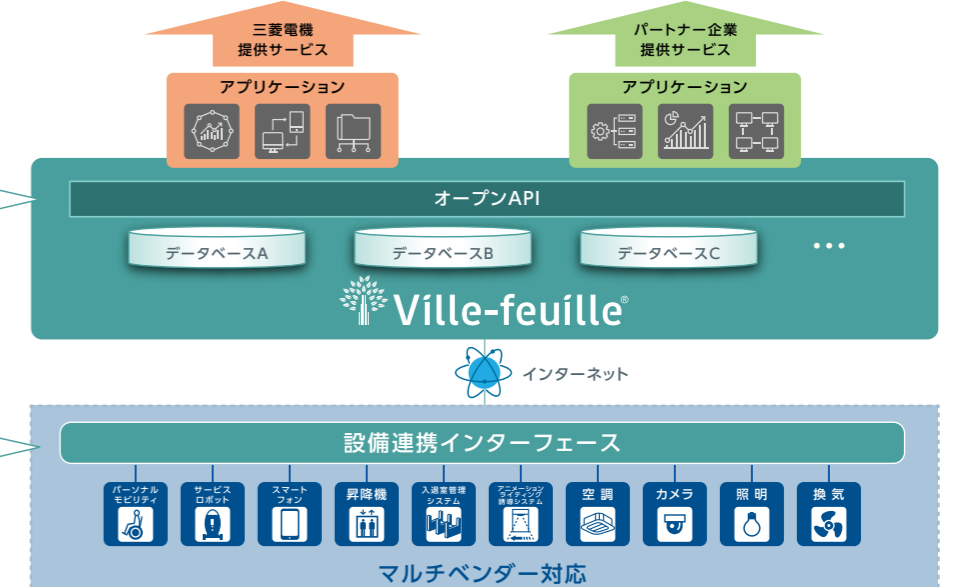 三菱電機
提供サービス
パートナー企業
提供サービス
アプリケーション
アプリケーション
オープンAPI
データベースA
データベースB
データベースC
…
Ville-feuille®
インターネット
設備連携インターフェース
パーソナル
モビリティ
サービス
ロボット
スマート
フォン
昇降機
入退室管理
システム
アニメーション
ライティング
誘導システム
空調
カメラ
照明
換気
マルチベンダー対応